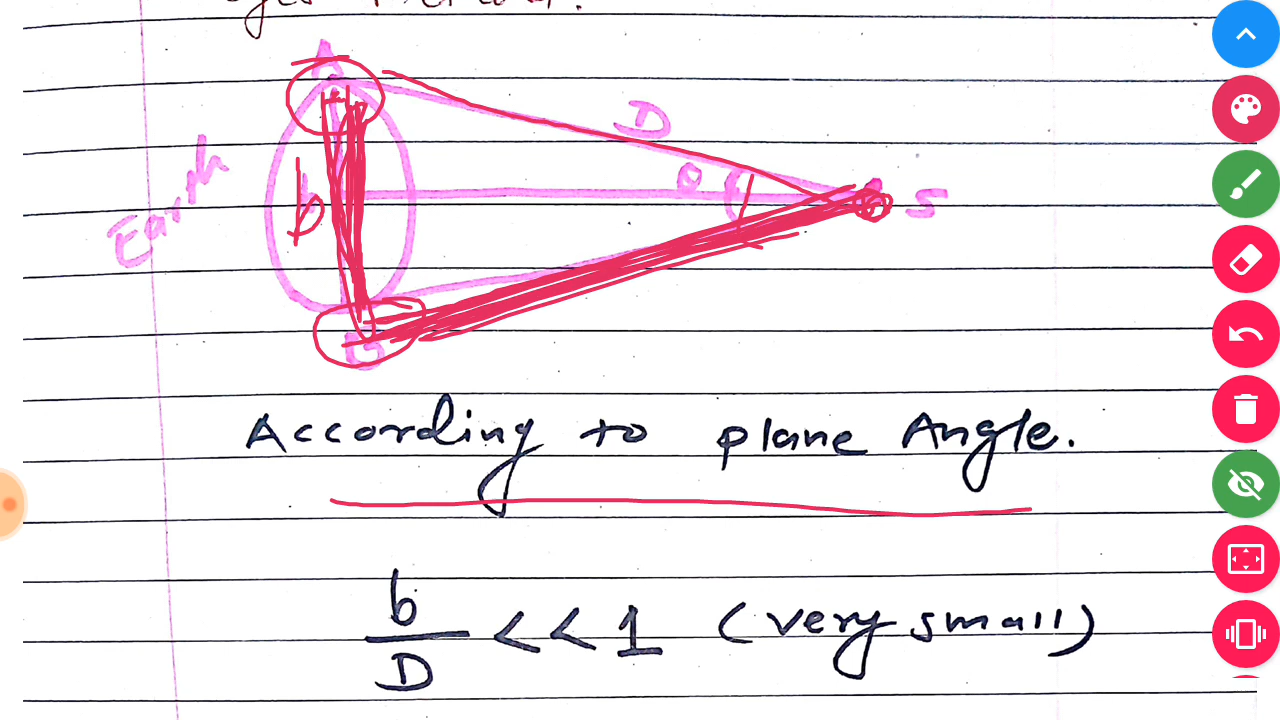 A
D
Earth
b
θ
S
B
According to plane Angle.
b
D
<< 1 (very small)